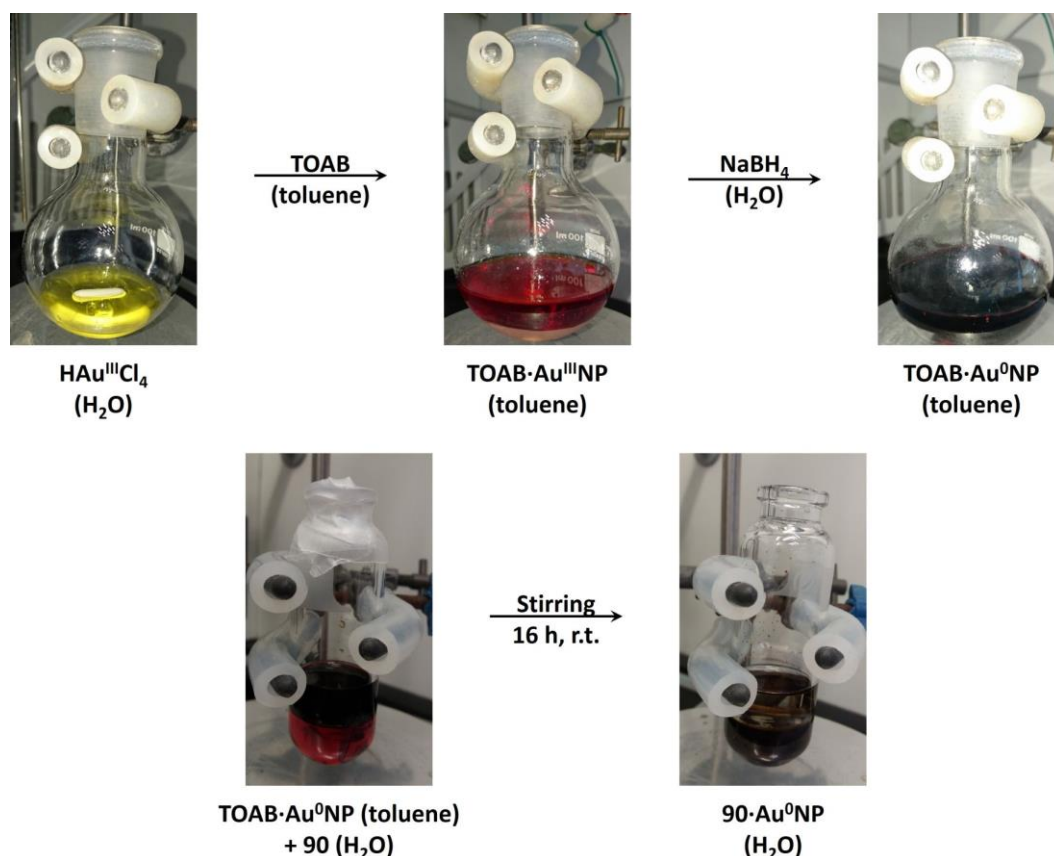 TOAB
(toluene)
NaBH₄
(H₂O)
HAuᴵᴵᴵCl₄
(H₂O)
TOAB·AuᴵᴵᴵNP
(toluene)
TOAB·Au⁰NP
(toluene)
Stirring
16 h, r.t.
TOAB·Au⁰NP (toluene)
+ 90 (H₂O)
90·Au⁰NP
(H₂O)